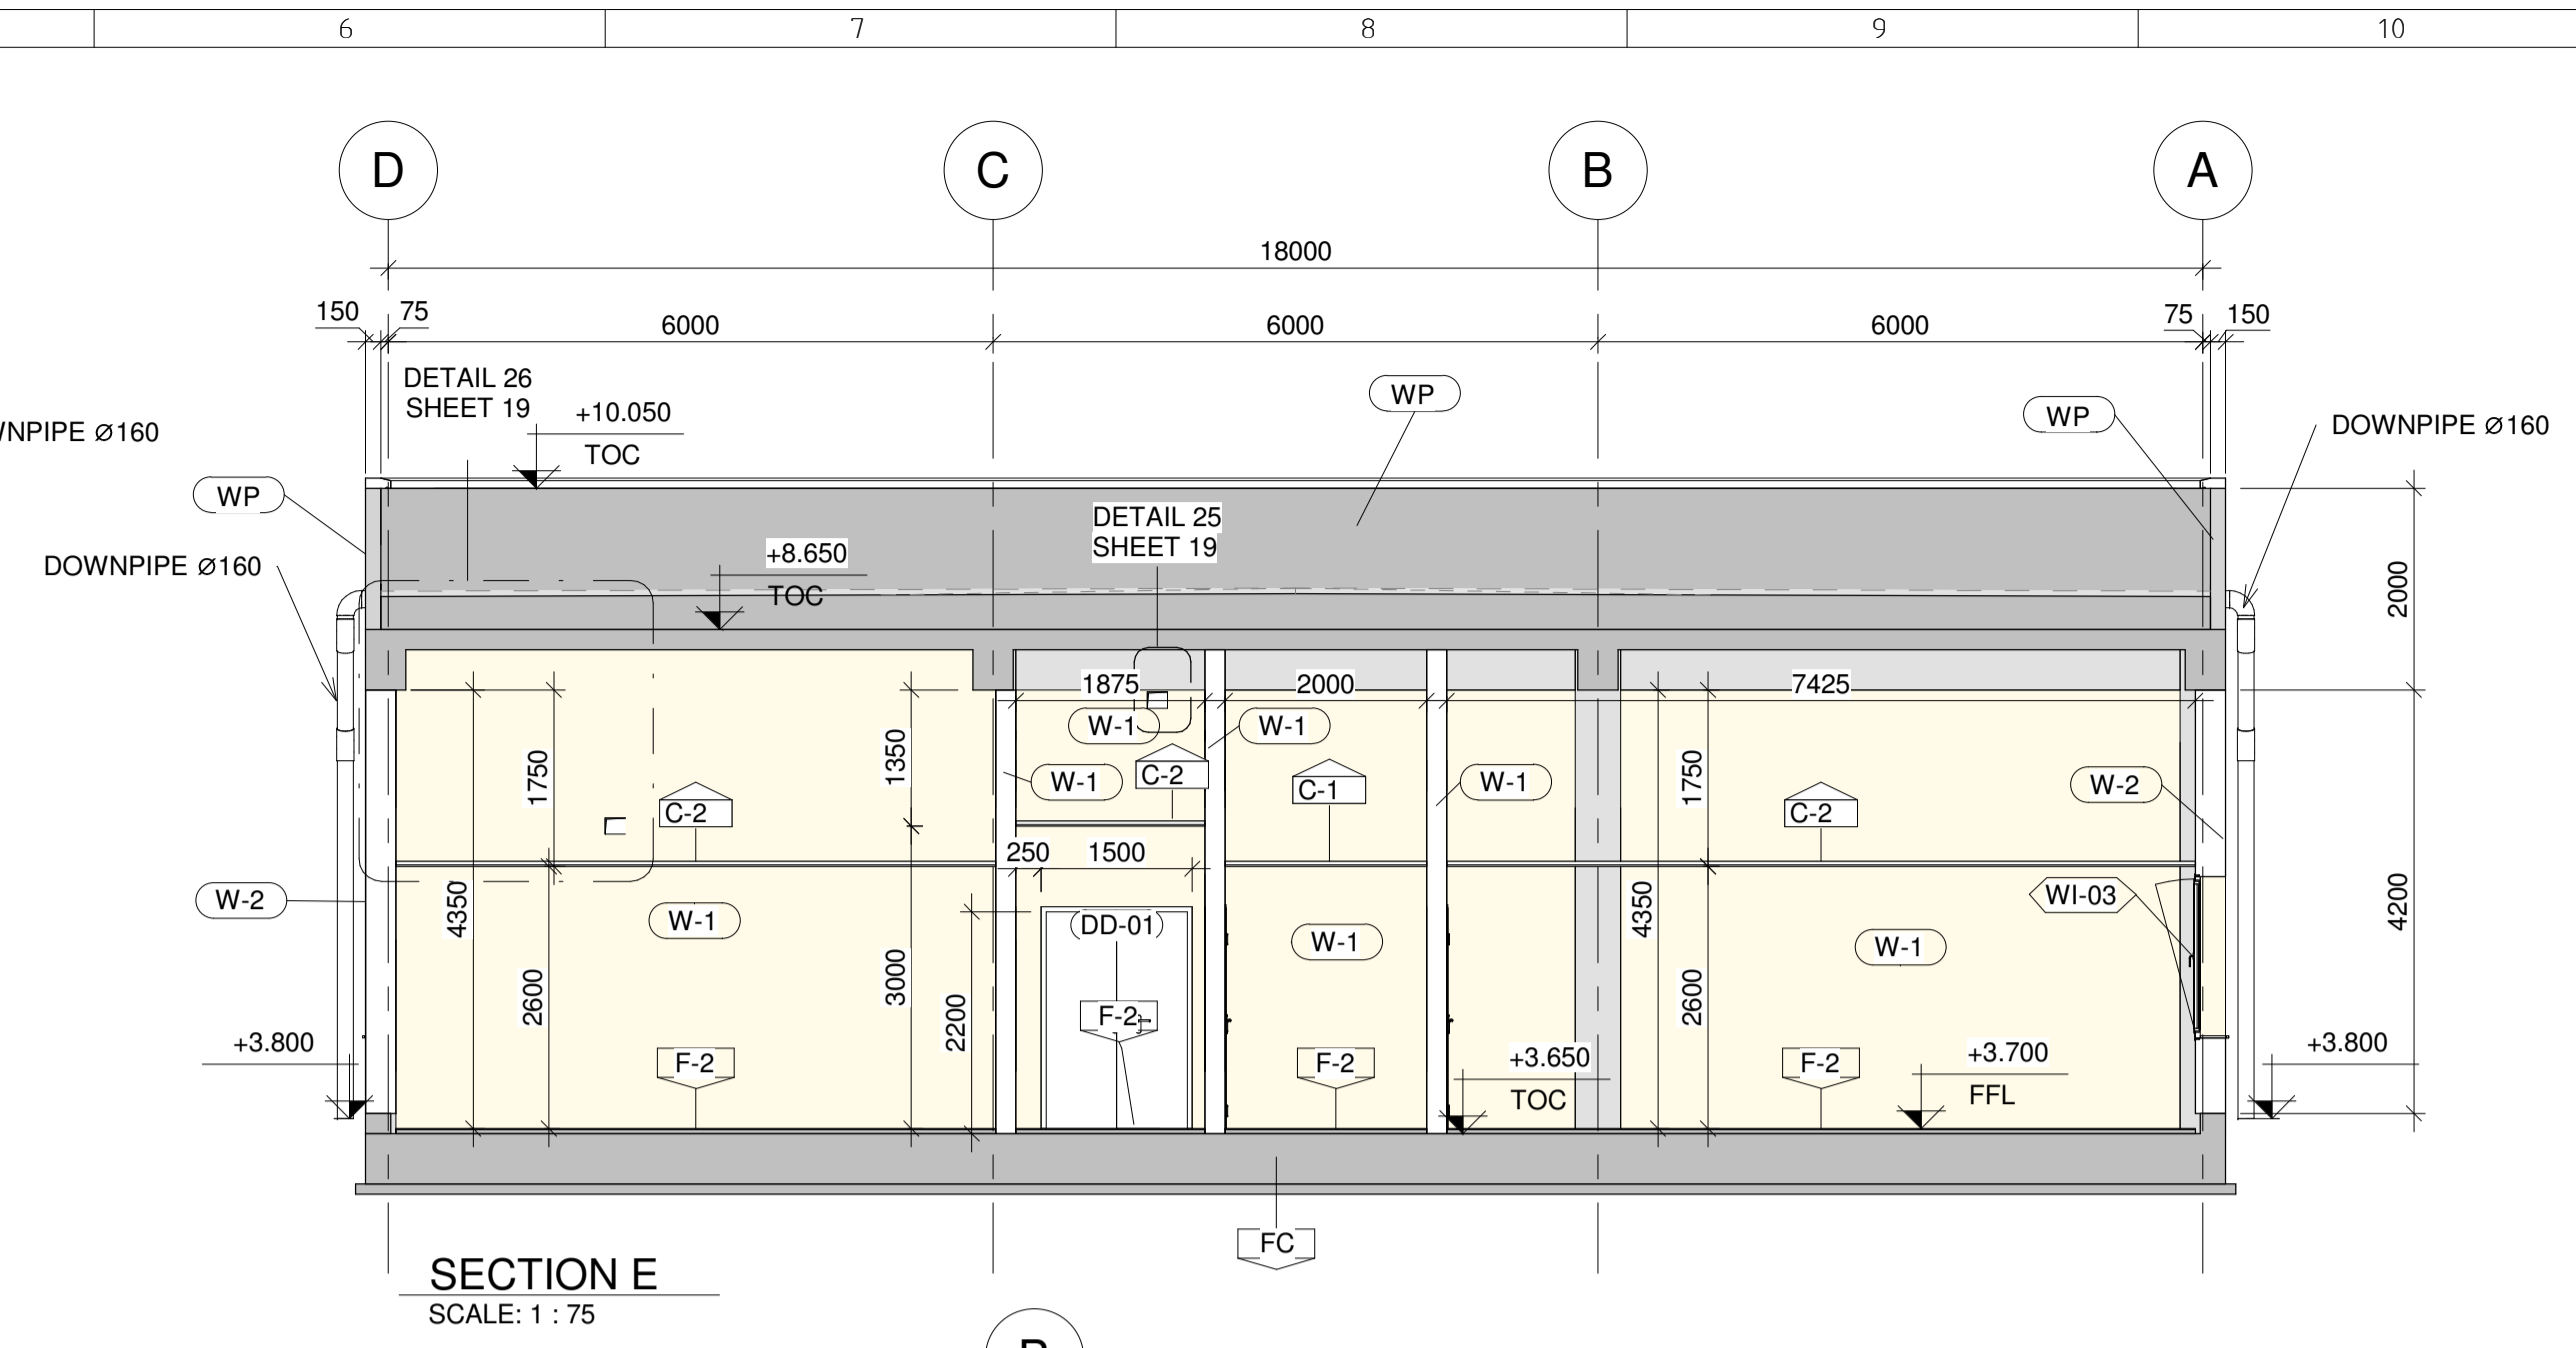 6
7
8
9
10
D
C
B
A
18000
150
75
6000
6000
6000
75
150
DETAIL 26
SHEET 19
+10.050
TOC
WP
WP
DOWNPIPE ⌀160
WNPIPE ⌀160
WP
DETAIL 25
SHEET 19
+8.650
TOC
DOWNPIPE ⌀160
2000
1875
2000
7425
W-1
W-1
1750
1350
C-2
W-1
C-2
C-1
W-1
1750
C-2
W-2
250
1500
W-2
4350
W-1
DD-01
W-1
4350
W-1
WI-03
4200
2600
3000
2200
F-2
2600
+3.800
F-2
F-2
+3.650
TOC
F-2
+3.700
FFL
+3.800
FC
SECTION E
SCALE: 1 : 75